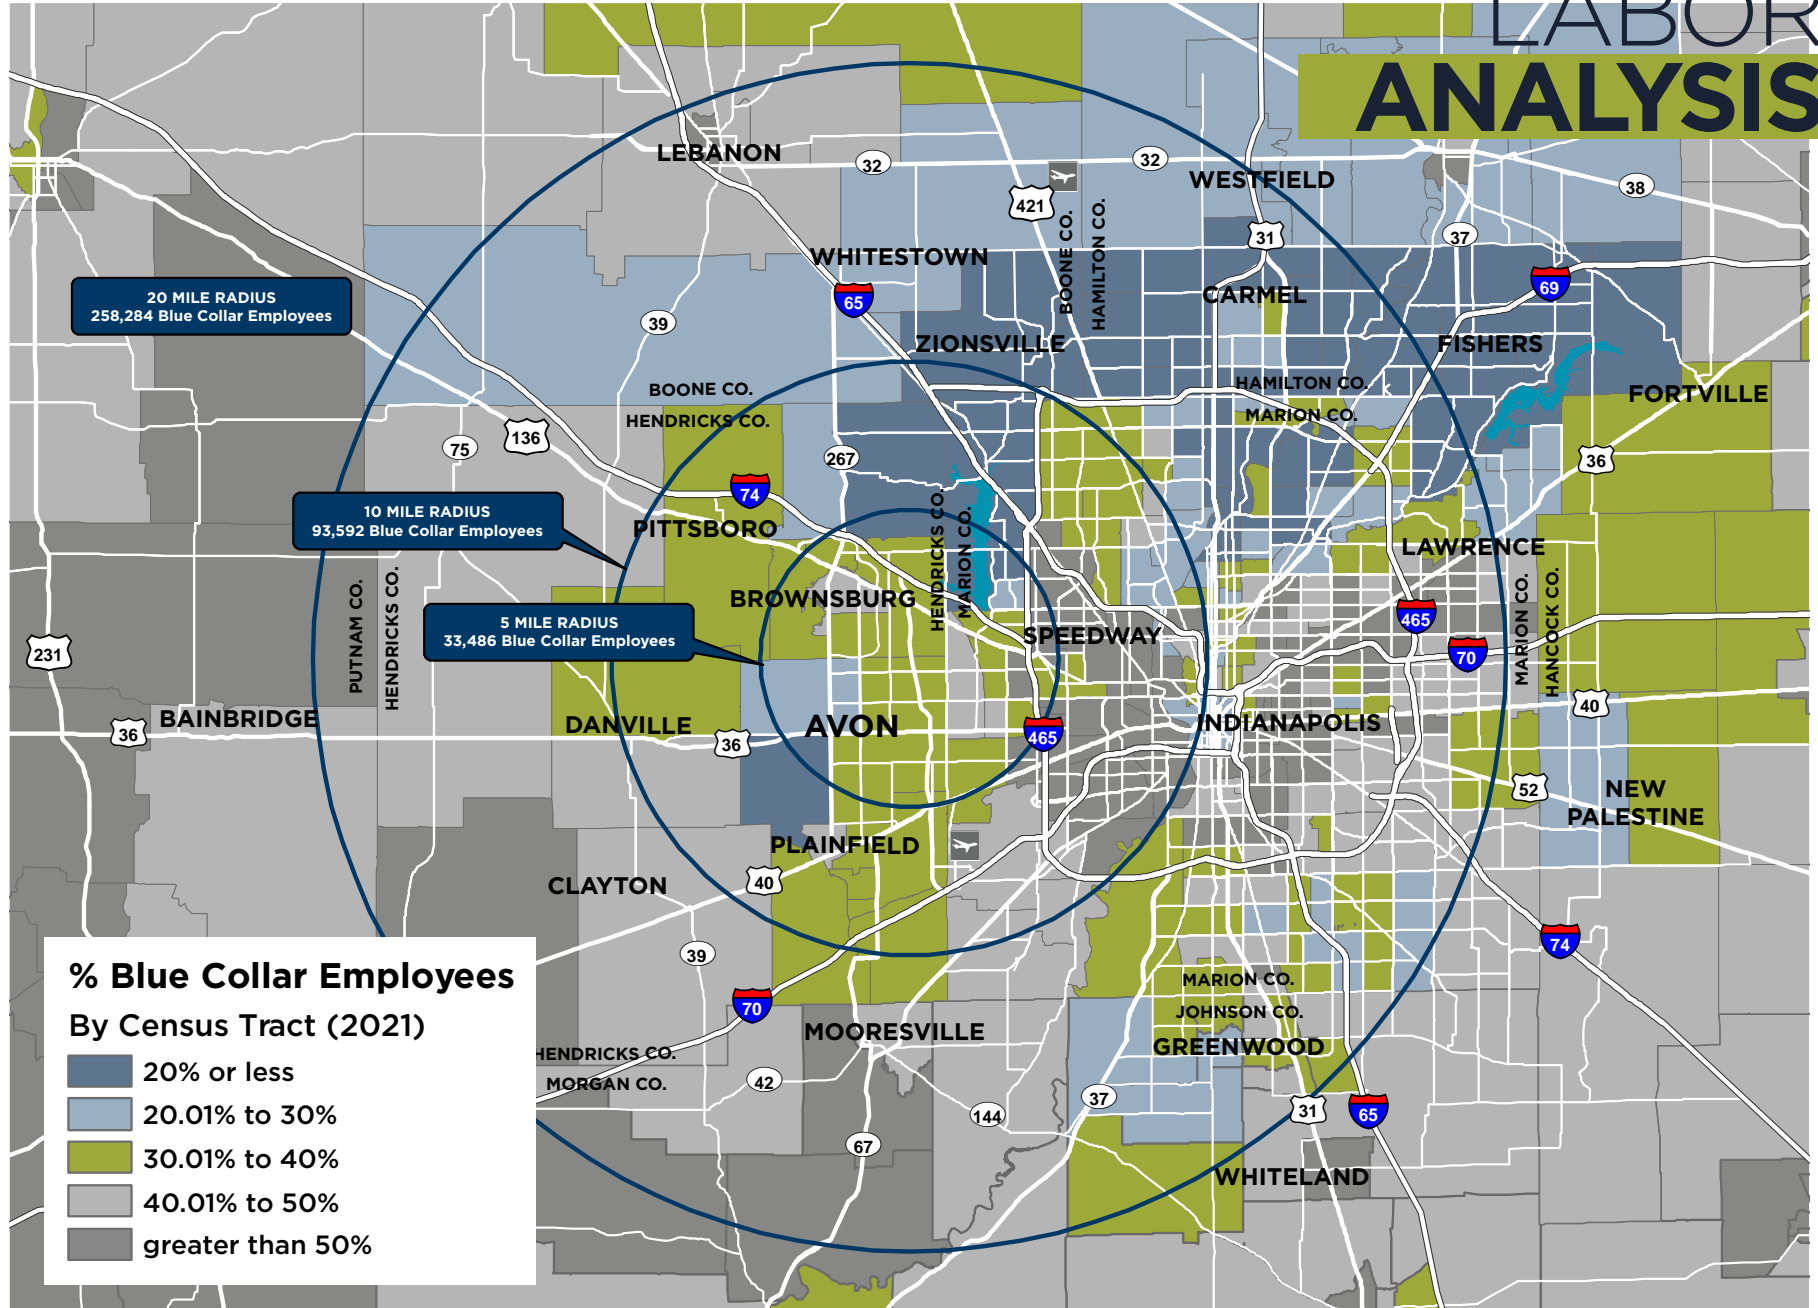 LABOR
ANALYSIS
LEBANON
32
32
WESTFIELD
38
421
BOONE CO.
HAMILTON CO.
31
37
WHITESTOWN
65
69
CARMEL
20 MILE RADIUS
258,284 Blue Collar Employees
39
ZIONSVILLE
FISHERS
BOONE CO.
HENDRICKS CO.
HAMILTON CO.
MARION CO.
FORTVILLE
75
136
267
36
74
10 MILE RADIUS
93,592 Blue Collar Employees
PITTSBORO
HENDRICKS CO.
MARION CO.
LAWRENCE
BROWNSBURG
PUTNAM CO.
HENDRICKS CO.
5 MILE RADIUS
33,486 Blue Collar Employees
SPEEDWAY
465
MARION CO.
HANCOCK CO.
231
70
BAINBRIDGE
36
DANVILLE
36
AVON
465
INDIANAPOLIS
40
52
NEW
PALESTINE
PLAINFIELD
40
CLAYTON
39
74
70
MARION CO.
JOHNSON CO.
MOORESVILLE
GREENWOOD
HENDRICKS CO.
MORGAN CO.
42
144
37
31
65
67
WHITELAND
% Blue Collar Employees
By Census Tract (2021)
20% or less
20.01% to 30%
30.01% to 40%
40.01% to 50%
greater than 50%